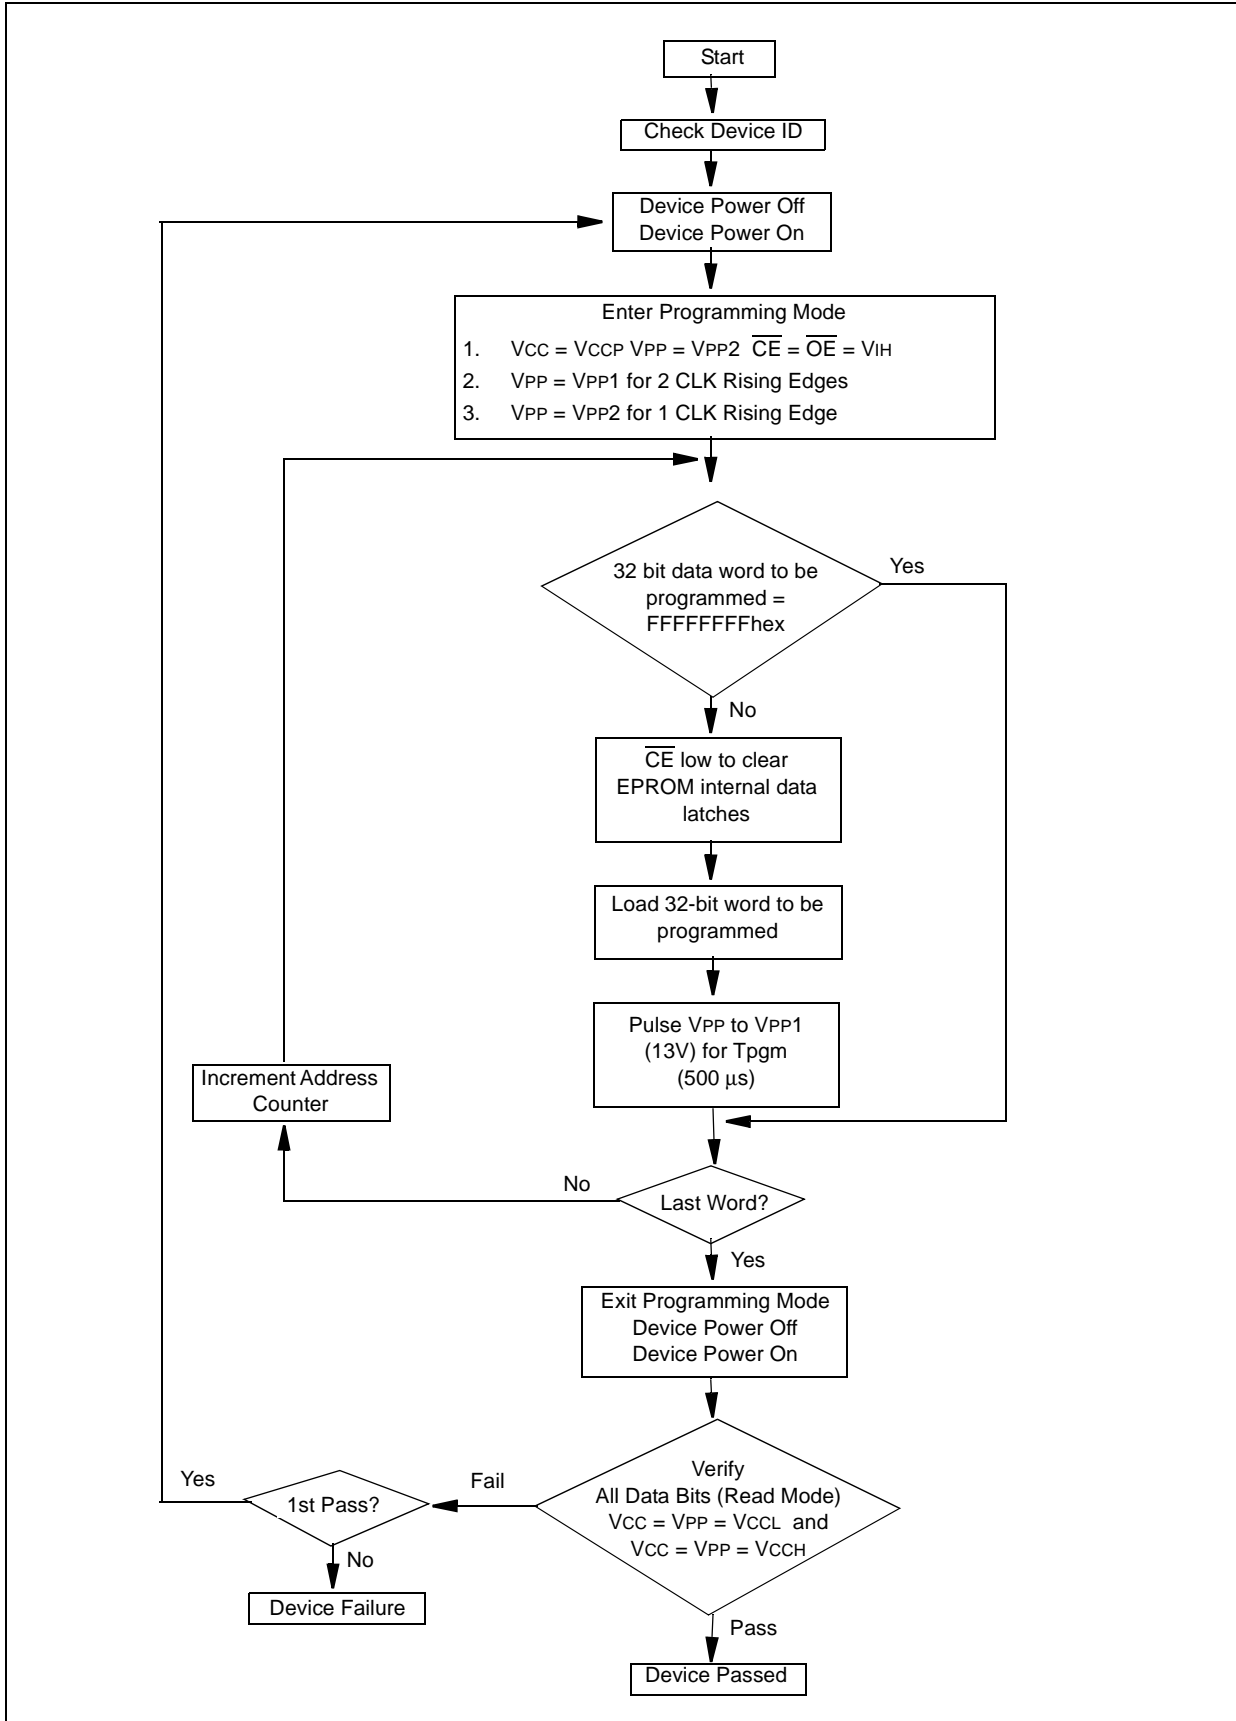 Start
Check Device ID
Device Power Off
Device Power On
Enter Programming Mode
1. VCC = VCCP VPP = VPP2 C̅E̅ = O̅E̅ = VIH
2. VPP = VPP1 for 2 CLK Rising Edges
3. VPP = VPP2 for 1 CLK Rising Edge
32 bit data word to be
programmed =
FFFFFFFFhex
Yes
No
C̅E̅ low to clear
EPROM internal data
latches
Load 32-bit word to be
programmed
Pulse VPP to VPP1
(13V) for Tpgm
(500 μs)
Increment Address
Counter
No
Last Word?
Yes
Exit Programming Mode
Device Power Off
Device Power On
Verify
All Data Bits (Read Mode)
VCC = VPP = VCCL and
VCC = VPP = VCCH
Fail
1st Pass?
Yes
No
Device Failure
Pass
Device Passed